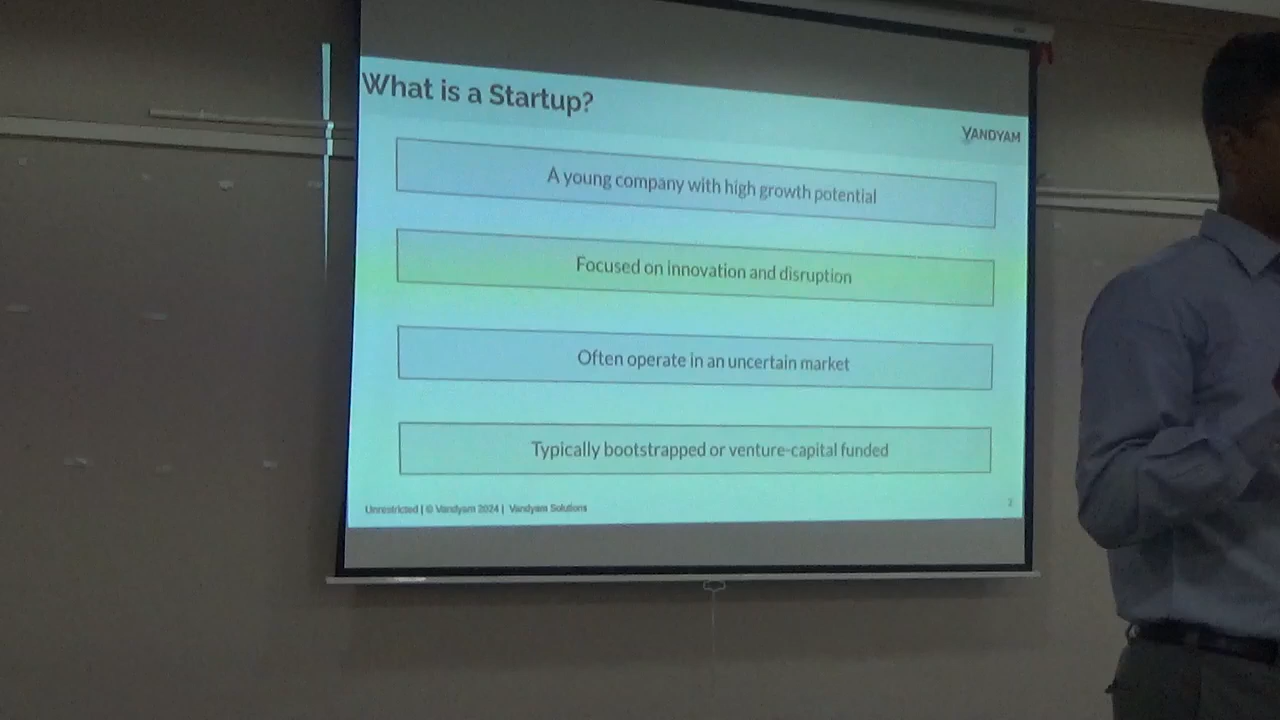 What is a Startup?
VANDYAM
A young company with high growth potential
Focused on innovation and disruption
Often operate in an uncertain market
Typically bootstrapped or venture-capital funded
Unrestricted | © Vandyam 2024 | Vandyam Solutions